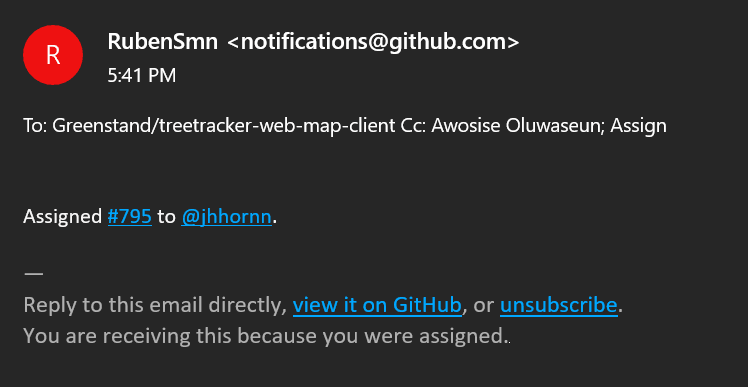 R
RubenSmn <notifications@github.com>
5:41 PM
To: Greenstand/treetracker-web-map-client Cc: Awosise Oluwaseun; Assign
Assigned #795 to @jhhornn.
—
Reply to this email directly, view it on GitHub, or unsubscribe.
You are receiving this because you were assigned.